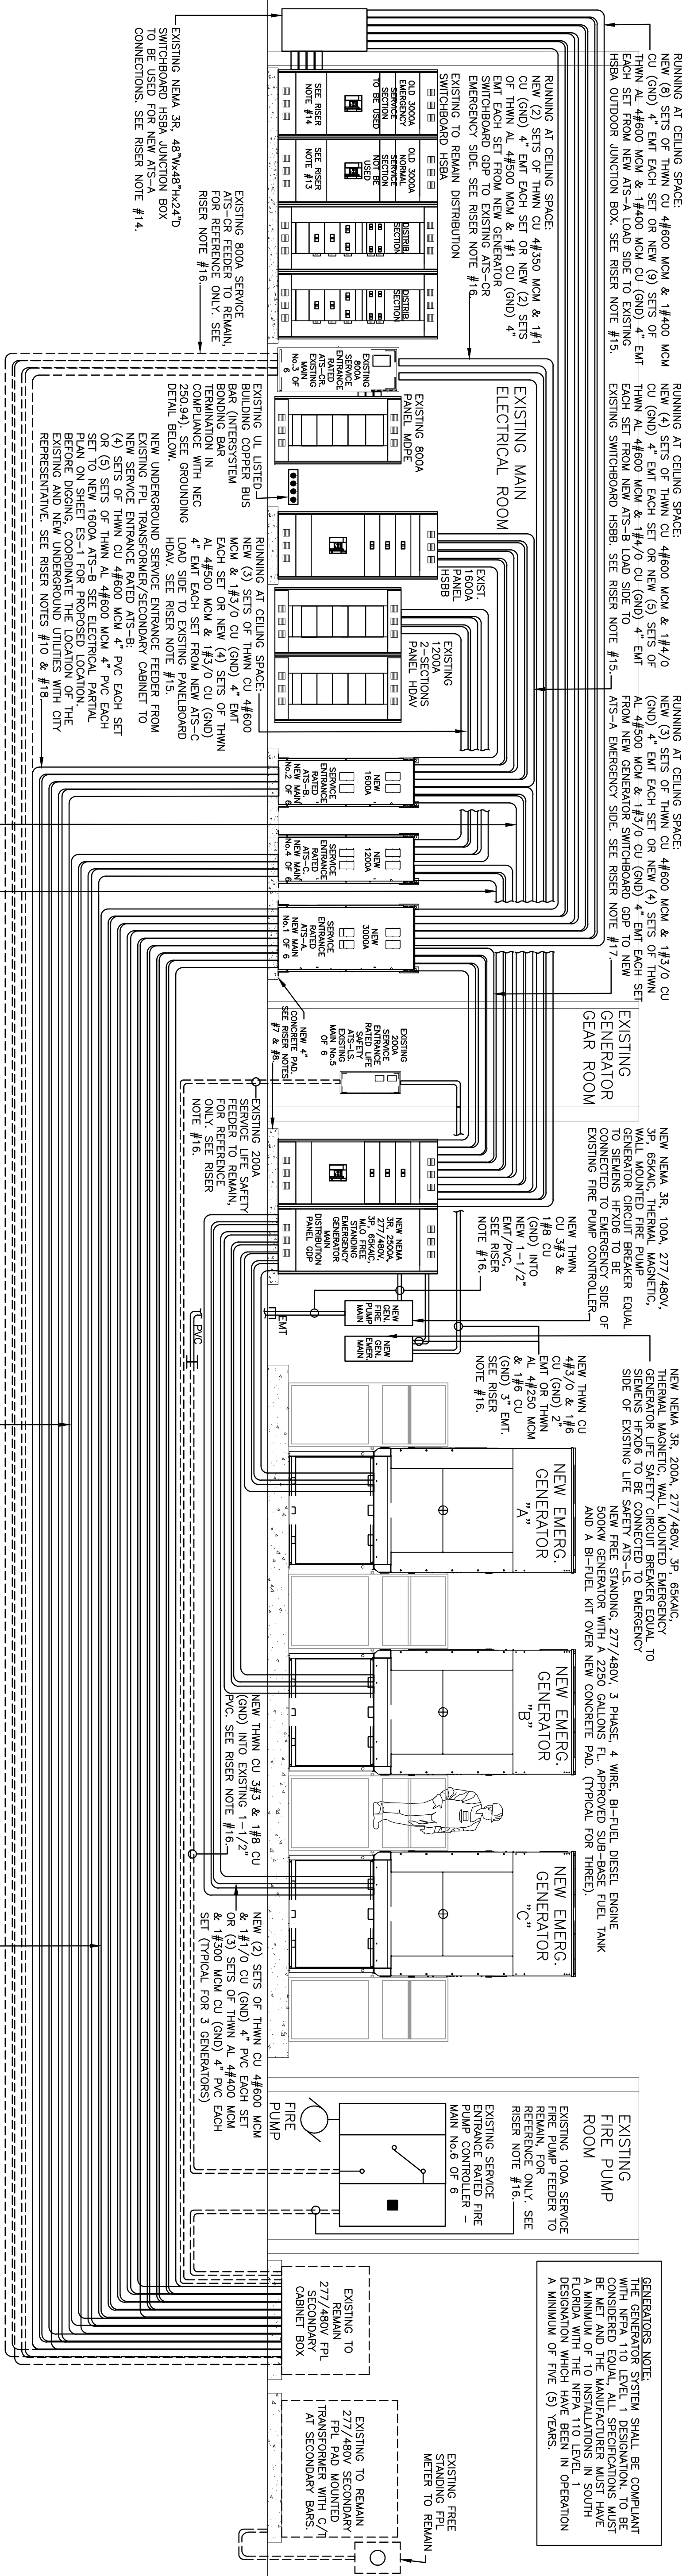 RUNNING AT CEILING SPACE:
NEW (8) SETS OF THWN CU 4#600 MCM & 1#400 MCM
CU (GND) 4" EMT EACH SET OR NEW (9) SETS OF
THWN AL 4#600 MCM & 1#400 MCM CU (GND) 4" EMT
EACH SET FROM NEW ATS-A LOAD SIDE TO EXISTING
HSBA OUTDOOR JUNCTION BOX. SEE RISER NOTE #15.
RUNNING AT CEILING SPACE:
NEW (2) SETS OF THWN CU 4#350 MCM & 1#1
CU (GND) 4" EMT EACH SET OR NEW (2) SETS
OF THWN AL 4#500 MCM & 1#1 CU (GND) 4"
EMT EACH SET FROM NEW GENERATOR
SWITCHBOARD GDP TO EXISTING ATS-CR
EMERGENCY SIDE. SEE RISER NOTE #16.
EXISTING TO REMAIN DISTRIBUTION
SWITCHBOARD HSBA
OLD 3000A
EMERGENCY
SERVICE
SECTION
TO BE USED
SEE RISER
NOTE #14
OLD 3000A
NORMAL
SERVICE
SECTION
NOT BE
USED
SEE RISER
NOTE #13
DISTRIB.
SECTION
DISTRIB.
SECTION
EXISTING NEMA 3R, 48"Wx48"Hx24"D
SWITCHBOARD HSBA JUNCTION BOX
TO BE USED FOR NEW ATS-A
CONNECTIONS. SEE RISER NOTE #14.
EXISTING 800A SERVICE
ATS-CR FEEDER TO REMAIN,
FOR REFERENCE ONLY. SEE
RISER NOTE #16.
RUNNING AT CEILING SPACE:
NEW (4) SETS OF THWN CU 4#600 MCM & 1#4/0
CU (GND) 4" EMT EACH SET OR NEW (5) SETS OF
THWN AL 4#600 MCM & 1#4/0 CU (GND) 4" EMT
EACH SET FROM NEW ATS-B LOAD SIDE TO
EXISTING SWITCHBOARD HSBB. SEE RISER NOTE #15.
EXISTING MAIN
ELECTRICAL ROOM
EXISTING
800A
SERVICE
ENTRANCE
RATED
ATS-CR.
EXISTING
MAIN
No.3 OF
6
EXISTING 800A
PANEL MDPE
EXIST.
1600A
PANEL
HSBB
EXISTING
1200A
2-SECTIONS
PANEL HDAV
EXISTING UL LISTED
BUILDING COPPER BUS
BAR (INTERSYSTEM
BONDING BAR
TERMINATION IN
COMPLIANCE WITH NEC
250.94). SEE GROUNDING
DETAIL BELOW.
RUNNING AT CEILING SPACE:
NEW (3) SETS OF THWN CU 4#600
MCM & 1#3/0 CU (GND) 4" EMT
EACH SET OR NEW (4) SETS OF THWN
AL 4#500 MCM & 1#3/0 CU (GND)
4" EMT EACH SET FROM NEW ATS-C
LOAD SIDE TO EXISTING PANELBOARD
HDAV. SEE RISER NOTE #15.
NEW UNDERGROUND SERVICE ENTRANCE FEEDER FROM
EXISTING FPL TRANSFORMER/SECONDARY CABINET TO
NEW SERVICE ENTRANCE RATED ATS-B:
(4) SETS OF THWN CU 4#600 MCM 4" PVC EACH SET
OR (5) SETS OF THWN AL 4#600 MCM 4" PVC EACH
SET TO NEW 1600A ATS-B SEE ELECTRICAL PARTIAL
PLAN ON SHEET ES-1 FOR PROPOSED LOCATION.
BEFORE DIGGING, COORDINATE THE LOCATION OF THE
EXISTING AND NEW UNDERGROUND UTILITIES WITH CITY
REPRESENTATIVE. SEE RISER NOTES #10 & #18.
RUNNING AT CEILING SPACE:
NEW (3) SETS OF THWN CU 4#600 MCM & 1#3/0 CU
(GND) 4" EMT EACH SET OR NEW (4) SETS OF THWN
AL 4#500 MCM & 1#3/0 CU (GND) 4" EMT EACH SET
FROM NEW GENERATOR SWITCHBOARD GDP TO NEW
ATS-A EMERGENCY SIDE. SEE RISER NOTE #17.
NEW
1600A
SERVICE
ENTRANCE
RATED
ATS-B.
NEW MAIN
No.2 OF 6
NEW
1200A
SERVICE
ENTRANCE
RATED
ATS-C.
NEW MAIN
No.4 OF 6
NEW
3000A
SERVICE
ENTRANCE
RATED
ATS-A.
NEW MAIN
No.1 OF 6
NEW 4"
CONCRETE PAD.
SEE RISER NOTES
#7 & #8.
EXISTING
GENERATOR
GEAR ROOM
EXISTING
200A
SERVICE
ENTRANCE
RATED LIFE
SAFETY
ATS-LS.
EXISTING
MAIN No.5
OF 6
EXISTING 200A
SERVICE LIFE SAFETY
FEEDER TO REMAIN,
FOR REFERENCE
ONLY. SEE RISER
NOTE #16.
NEW NEMA 3R, 100A, 277/480V,
3P, 65KAIC, THERMAL MAGNETIC,
WALL MOUNTED FIRE PUMP
GENERATOR CIRCUIT BREAKER EQUAL
TO SIEMENS HFXD6 TO BE
CONNECTED TO EMERGENCY SIDE OF
EXISTING FIRE PUMP CONTROLLER.
NEW THWN
CU 3#3 &
1#8 CU
(GND) INTO
NEW 1-1/2"
EMT/PVC,
SEE RISER
NOTE #16.
NEW NEMA
3R, 2500A,
277/480V,
3P, 65KAIC,
MLO FREE
STANDING
EMERGENCY
GENERATOR
MAIN
DISTRIBUTION
PANEL GDP
NEW
GEN.
FIRE
PUMP
MAIN
NEW
GEN.
EMER.
MAIN
EMT
PVC
NEW NEMA 3R, 200A, 277/480V, 3P, 65KAIC,
THERMAL MAGNETIC, WALL MOUNTED EMERGENCY
GENERATOR LIFE SAFETY CIRCUIT BREAKER EQUAL TO
SIEMENS HFXD6 TO BE CONNECTED TO EMERGENCY
SIDE OF EXISTING LIFE SAFETY ATS-LS.
NEW THWN CU
4#3/0 & 1#6
CU (GND) 2"
EMT OR THWN
AL 4#250 MCM
& 1#6 CU
(GND) 3" EMT.
SEE RISER
NOTE #16.
NEW FREE STANDING, 277/480V, 3 PHASE, 4 WIRE, BI-FUEL DIESEL ENGINE
500KW GENERATOR WITH A 2250 GALLONS FL. APPROVED SUB-BASE FUEL TANK
AND A BI-FUEL KIT OVER NEW CONCRETE PAD. (TYPICAL FOR THREE).
NEW EMERG.
GENERATOR
"A"
NEW EMERG.
GENERATOR
"B"
NEW EMERG.
GENERATOR
"C"
NEW THWN CU 3#3 & 1#8 CU
(GND) INTO EXISTING 1-1/2"
PVC. SEE RISER NOTE #16.
NEW (2) SETS OF THWN CU 4#600 MCM
& 1#1/0 CU (GND) 4" PVC EACH SET
OR (3) SETS OF THWN AL 4#400 MCM
& 1#300 MCM CU (GND) 4" PVC EACH
SET (TYPICAL FOR 3 GENERATORS)
EXISTING
FIRE PUMP
ROOM
EXISTING 100A SERVICE
FIRE PUMP FEEDER TO
REMAIN, FOR
REFERENCE ONLY. SEE
RISER NOTE #16.
EXISTING SERVICE
ENTRANCE RATED FIRE
PUMP CONTROLLER -
MAIN No.6 OF 6
FIRE
PUMP
GENERATORS NOTE:
THE GENERATOR SYSTEM SHALL BE COMPLIANT
WITH NFPA 110 LEVEL 1 DESIGNATION. TO BE
CONSIDERED EQUAL, ALL SPECIFICATIONS MUST
BE MET AND THE MANUFACTURER MUST HAVE
A MINIMUM OF 10 INSTALLATIONS IN SOUTH
FLORIDA WITH THE NFPA 110 LEVEL 1
DESIGNATION WHICH HAVE BEEN IN OPERATION
A MINIMUM OF FIVE (5) YEARS.
EXISTING TO
REMAIN
277/480V FPL
SECONDARY
CABINET BOX
EXISTING TO REMAIN
277/480V SECONDARY
FPL PAD MOUNTED
TRANSFORMER WITH C/T
AT SECONDARY BARS.
EXISTING FREE
STANDING FPL
METER TO REMAIN